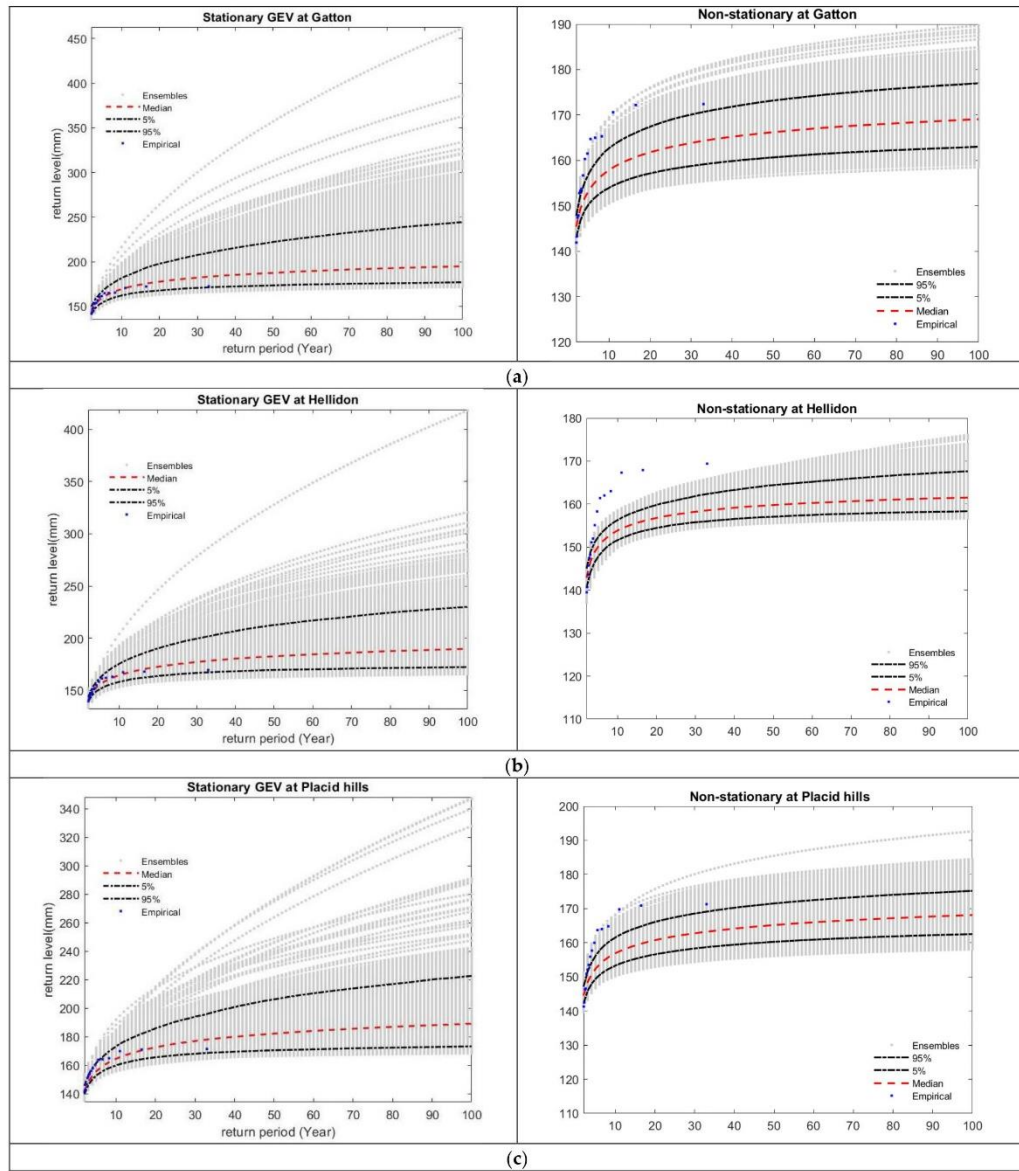 Stationary GEV at Gatton
450
400
350
300
250
200
150
return level(mm)
Ensembles
Median
5%
95%
Empirical
10 20 30 40 50 60 70 80 90 100
return period (Year)
Non-stationary at Gatton
190
180
170
160
150
140
130
120
Ensembles
95%
5%
Median
Empirical
10 20 30 40 50 60 70 80 90 100
(a)
Stationary GEV at Hellidon
400
350
300
250
200
150
return level(mm)
Ensembles
Median
5%
95%
Empirical
10 20 30 40 50 60 70 80 90 100
return period (Year)
Non-stationary at Hellidon
180
170
160
150
140
130
120
110
Ensembles
95%
5%
Median
Empirical
10 20 30 40 50 60 70 80 90 100
(b)
Stationary GEV at Placid hills
340
320
300
280
260
240
220
200
180
160
140
return level(mm)
Ensembles
Median
5%
95%
Empirical
10 20 30 40 50 60 70 80 90 100
return period (Year)
Non-stationary at Placid hills
200
190
180
170
160
150
140
130
120
110
Ensembles
95%
5%
Median
Empirical
10 20 30 40 50 60 70 80 90 100
(c)